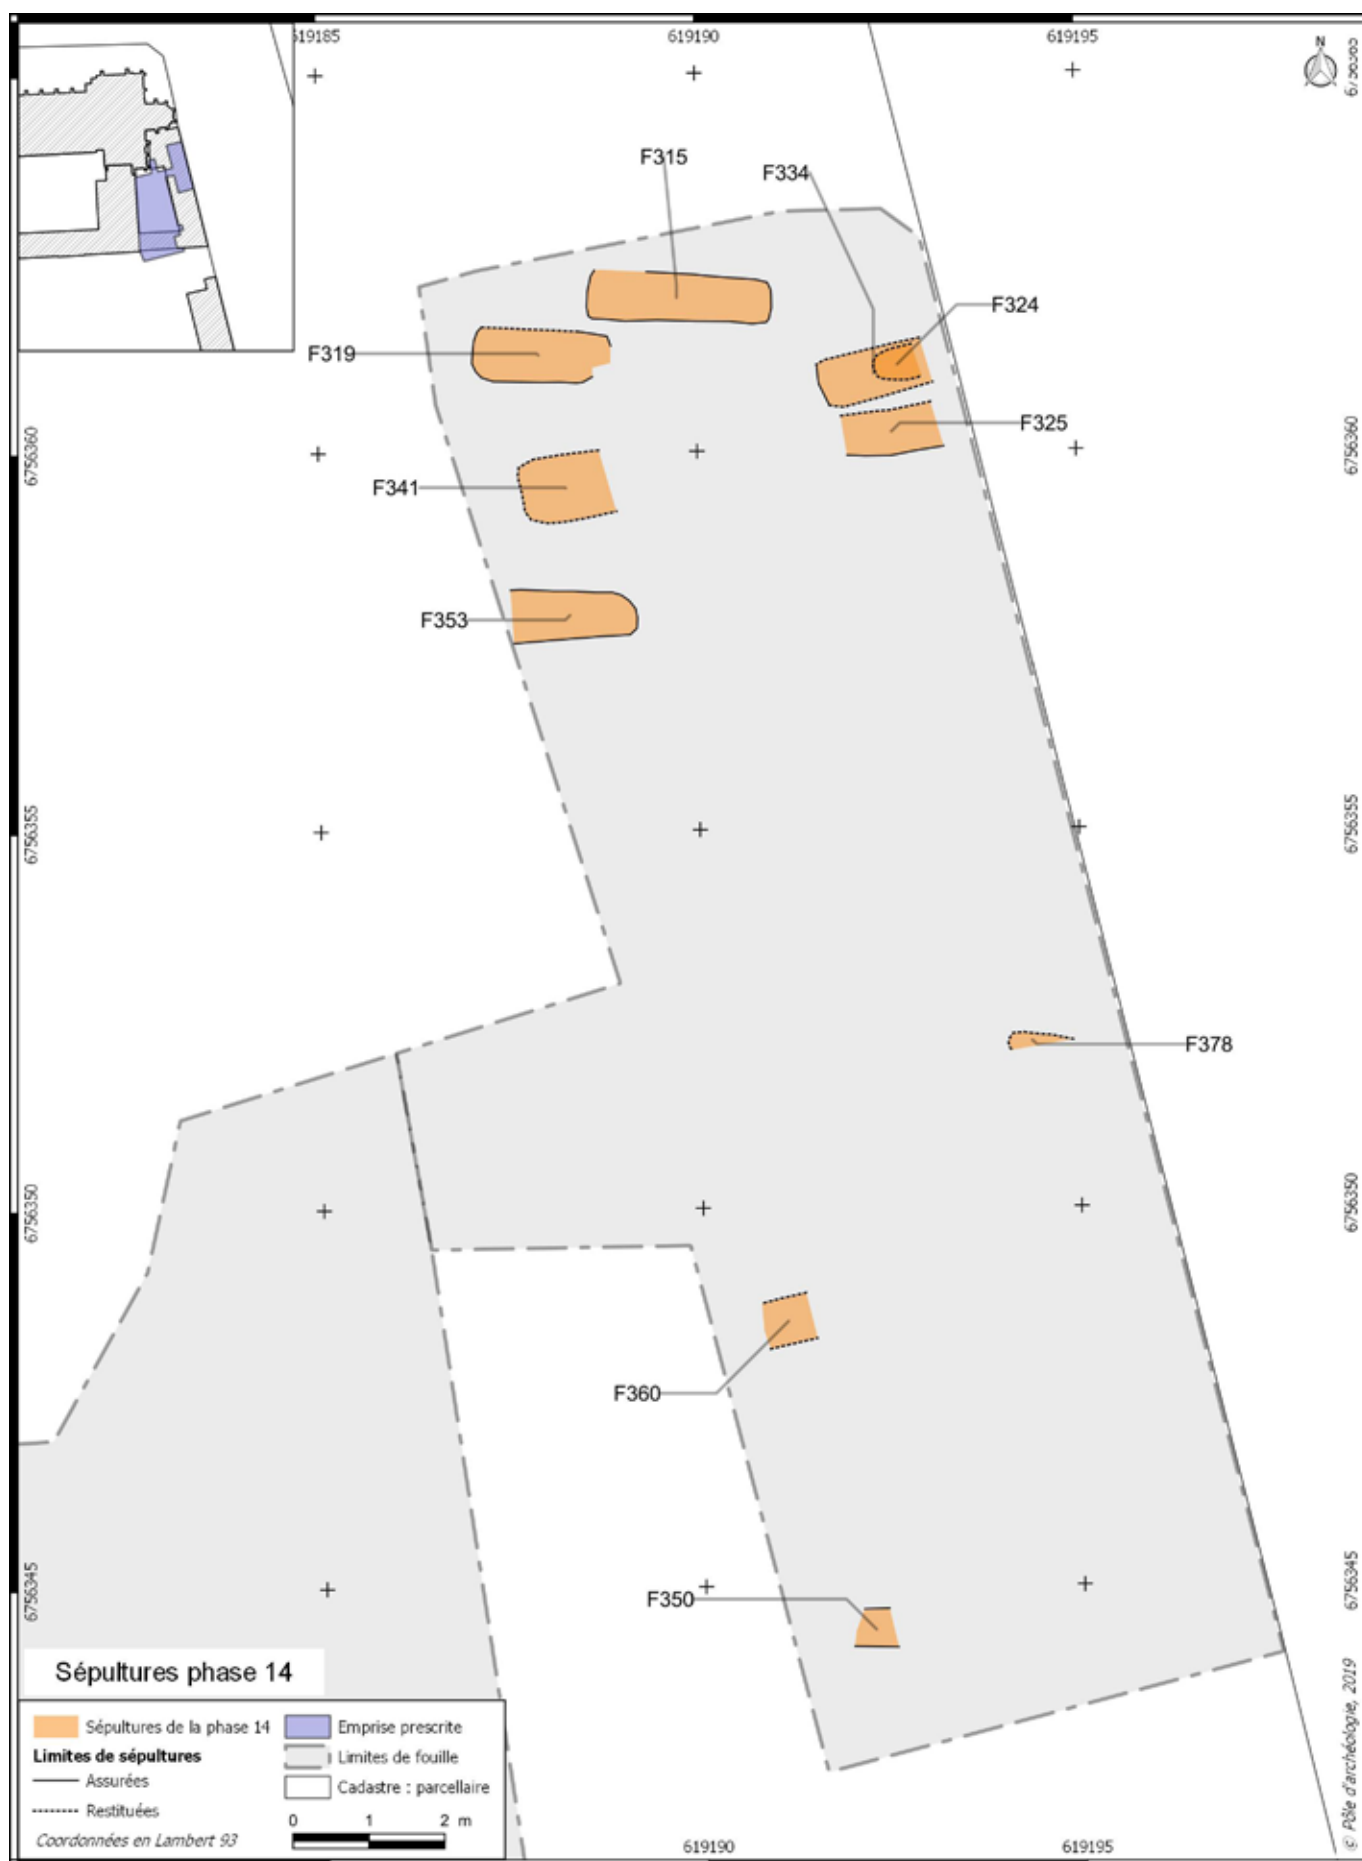 619185
619190
619195
F315
F334
F324
F319
F325
6756360
6756360
F341
F353
6756355
6756355
F378
6756350
6756350
F360
6756345
6756345
F350
N
Sépultures phase 14
Sépultures de la phase 14
Limites de sépultures
Assurées
Restituées
Coordonnées en Lambert 93
Emprise prescrite
Limites de fouille
Cadastre : parcellaire
0 1 2 m
619190
619195
© Pôle d'archéologie, 2019